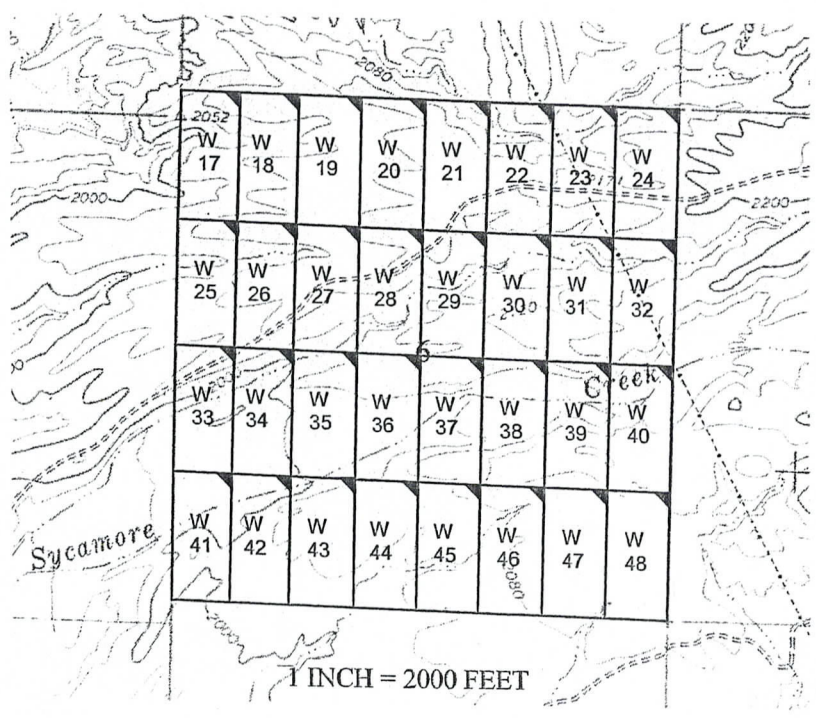 2080
2052
W W W W W W W W
17 18 19 20 21 22 23 24
2000
2200
W W W W W W W W
25 26 27 28 29 30 31 32
6
Creek
W W W W W W W W
33 34 35 36 37 38 39 40
Sycamore
W W W W W W W W
41 42 43 44 45 46 47 48
2080
2000
1 INCH = 2000 FEET